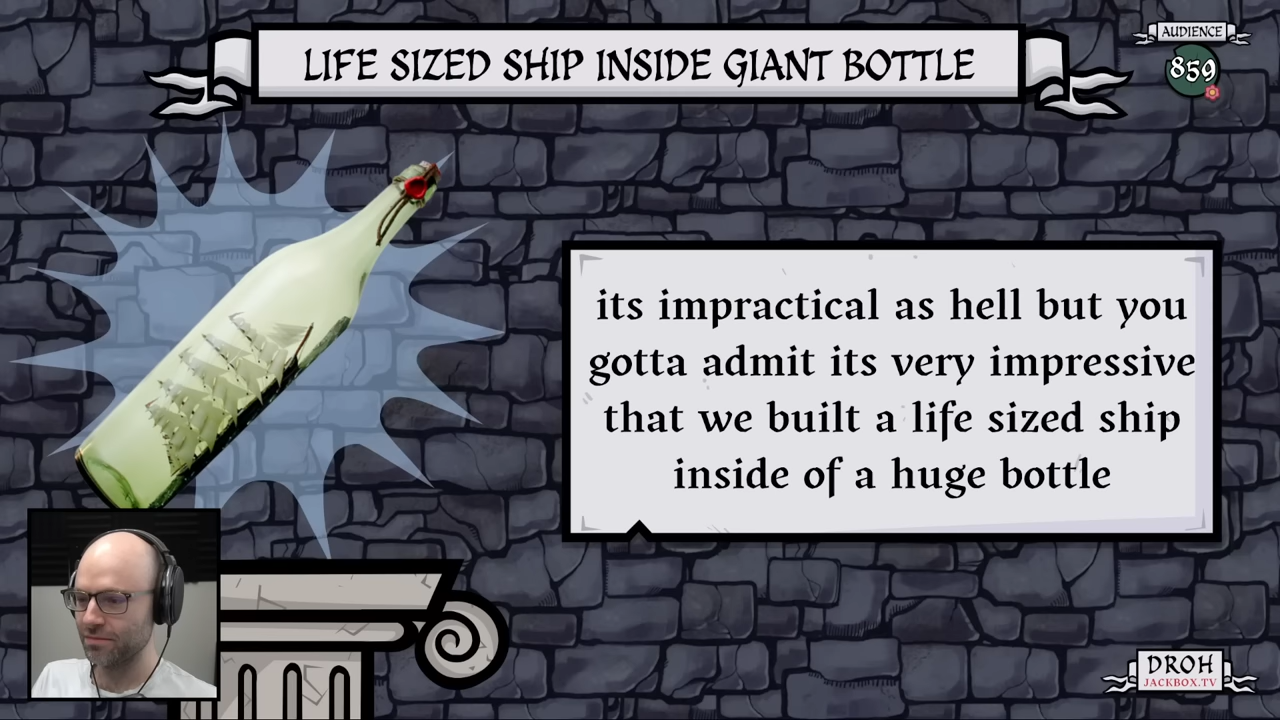 LIFE SIZED SHIP INSIDE GIANT BOTTLE
AUDIENCE
859
its impractical as hell but you
gotta admit its very impressive
that we built a life sized ship
inside of a huge bottle
DROH
JACKBOX.TV